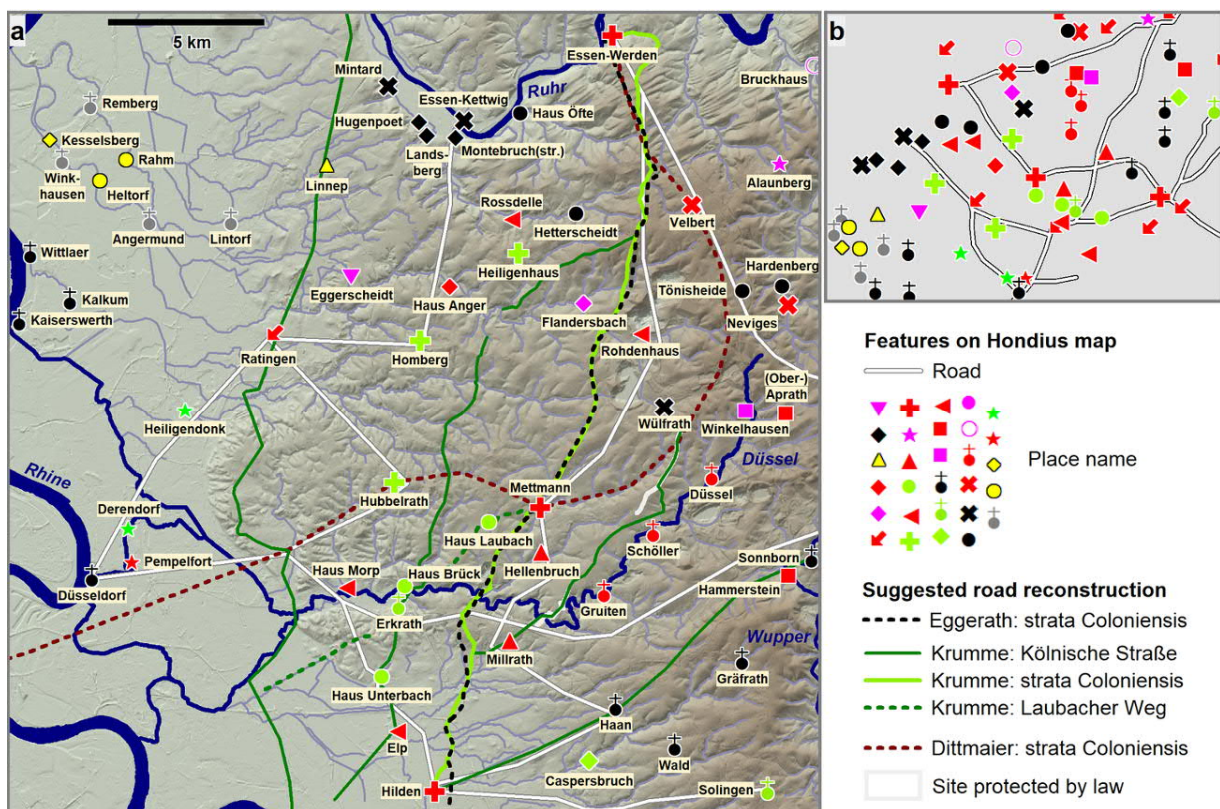 a
5 km
Essen-Werden
b
Mintard
Ruhr
Bruckhaus
Remberg
Essen-Kettwig
Haus Öfte
Hugenpoet
Kesselsberg
Lands-
berg
Montebruch(str.)
Rahm
Wink-
hausen
Linnep
Alaunberg
Heltorf
Rossdelle
Velbert
Angermund
Lintorf
Hetterscheidt
Wittlaer
Heiligenhaus
Hardenberg
Eggerscheidt
Haus Anger
Tönisheide
Kalkum
Flandersbach
Neviges
Kaiserswerth
Ratingen
Homberg
Rohdenhaus
(Ober-)
Aprath
Heiligendonk
Wülfrath
Winkelhausen
Rhine
Mettmann
Düssel
Hubbelrath
Düssel
Derendorf
Haus Laubach
Schöller
Pempelfort
Haus Morp
Haus Brück
Hellenbruch
Sonnborn
Düsseldorf
Hammerstein
Erkrath
Gruiten
Wupper
Millrath
Gräfrath
Haus Unterbach
Haan
Elp
Wald
Caspersbruch
Hilden
Solingen
Features on Hondius map
Road
Place name
Suggested road reconstruction
Eggerath: strata Coloniensis
Krumme: Kölnische Straße
Krumme: strata Coloniensis
Krumme: Laubacher Weg
Dittmaier: strata Coloniensis
Site protected by law